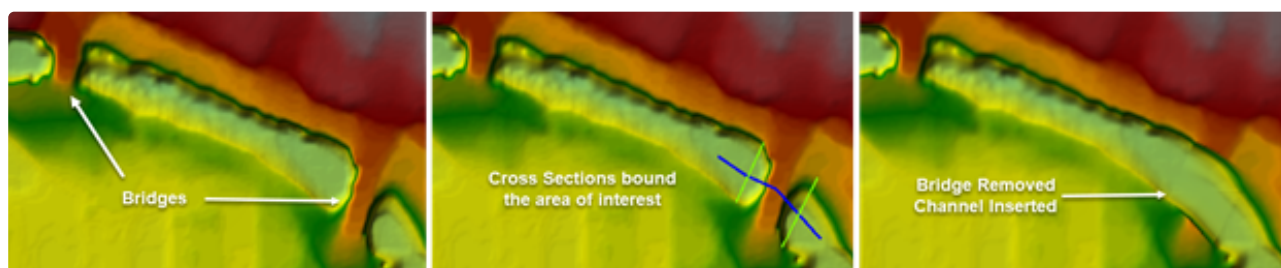 Bridges
Cross Sections bound
the area of interest
Bridge Removed
Channel Inserted